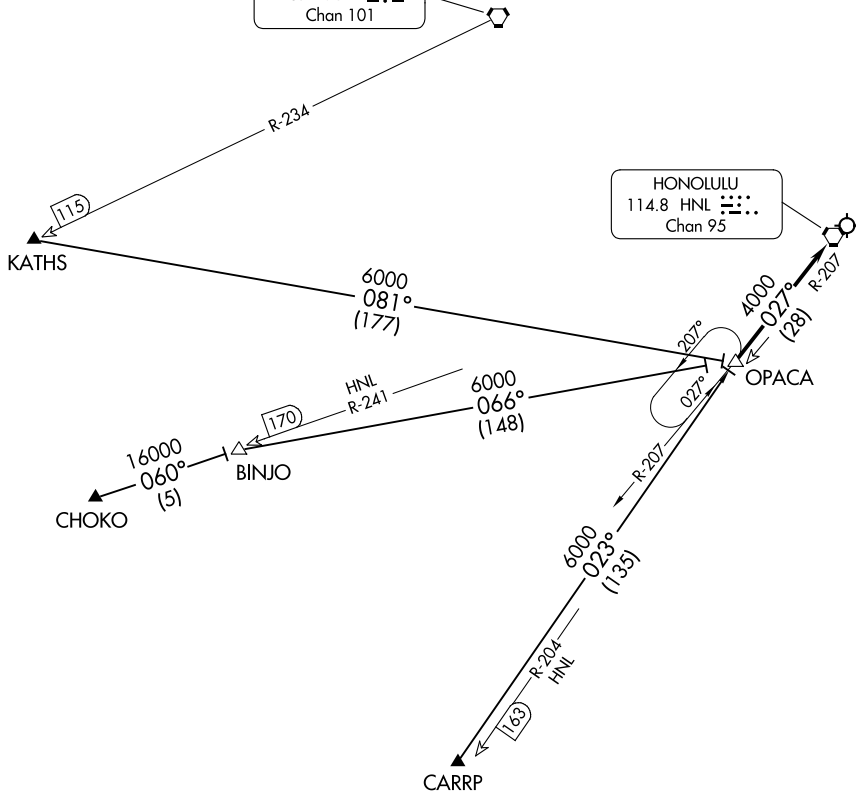 Chan 101
R-234
115
KATHS
HONOLULU
114.8 HNL
Chan 95
R-207
4000
027°
(28)
6000
081°
(177)
207°
027°
OPACA
HNL
R-241
170
6000
066°
(148)
BINJO
16000
060°
(5)
CHOKO
R-207
6000
023°
(135)
R-204
HNL
163
CARRP